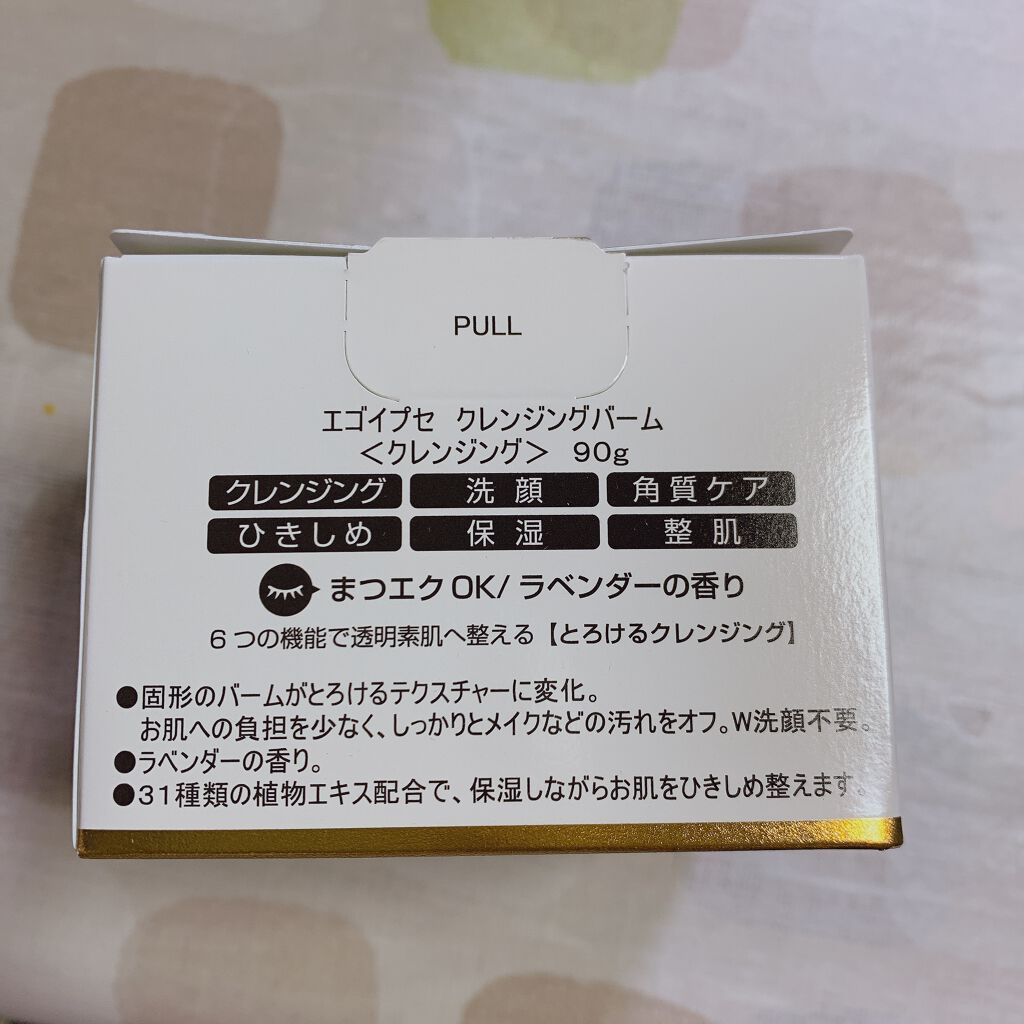 PULL
エゴイプセ クレンジングバーム
<クレンジング> 90g
クレンジング 洗顔 角質ケア
ひきしめ 保湿 整肌
まつエクOK/ラベンダーの香り
6つの機能で透明素肌へ整える【とろけるクレンジング】
●固形のバームがとろけるテクスチャーに変化。
お肌への負担を少なく、しっかりとメイクなどの汚れをオフ。W洗顔不要。
●ラベンダーの香り。
●31種類の植物エキス配合で、保湿しながらお肌をひきしめ整えます。